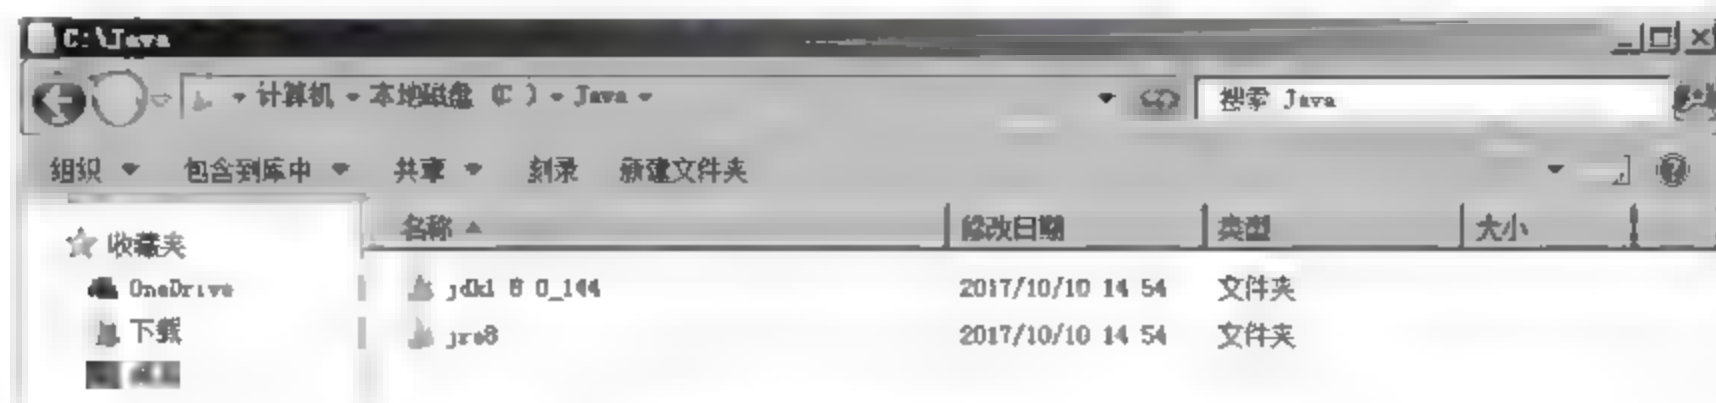 C:\Java
计算机 本地磁盘 (C ) Java
搜索 Java
组织 包含到库中 共享 刻录 新建文件夹
名称 修改日期 类型 大小
收藏夹
OneDrive
下载
jdk1 8 0_144 2017/10/10 14 54 文件夹
jre8 2017/10/10 14 54 文件夹